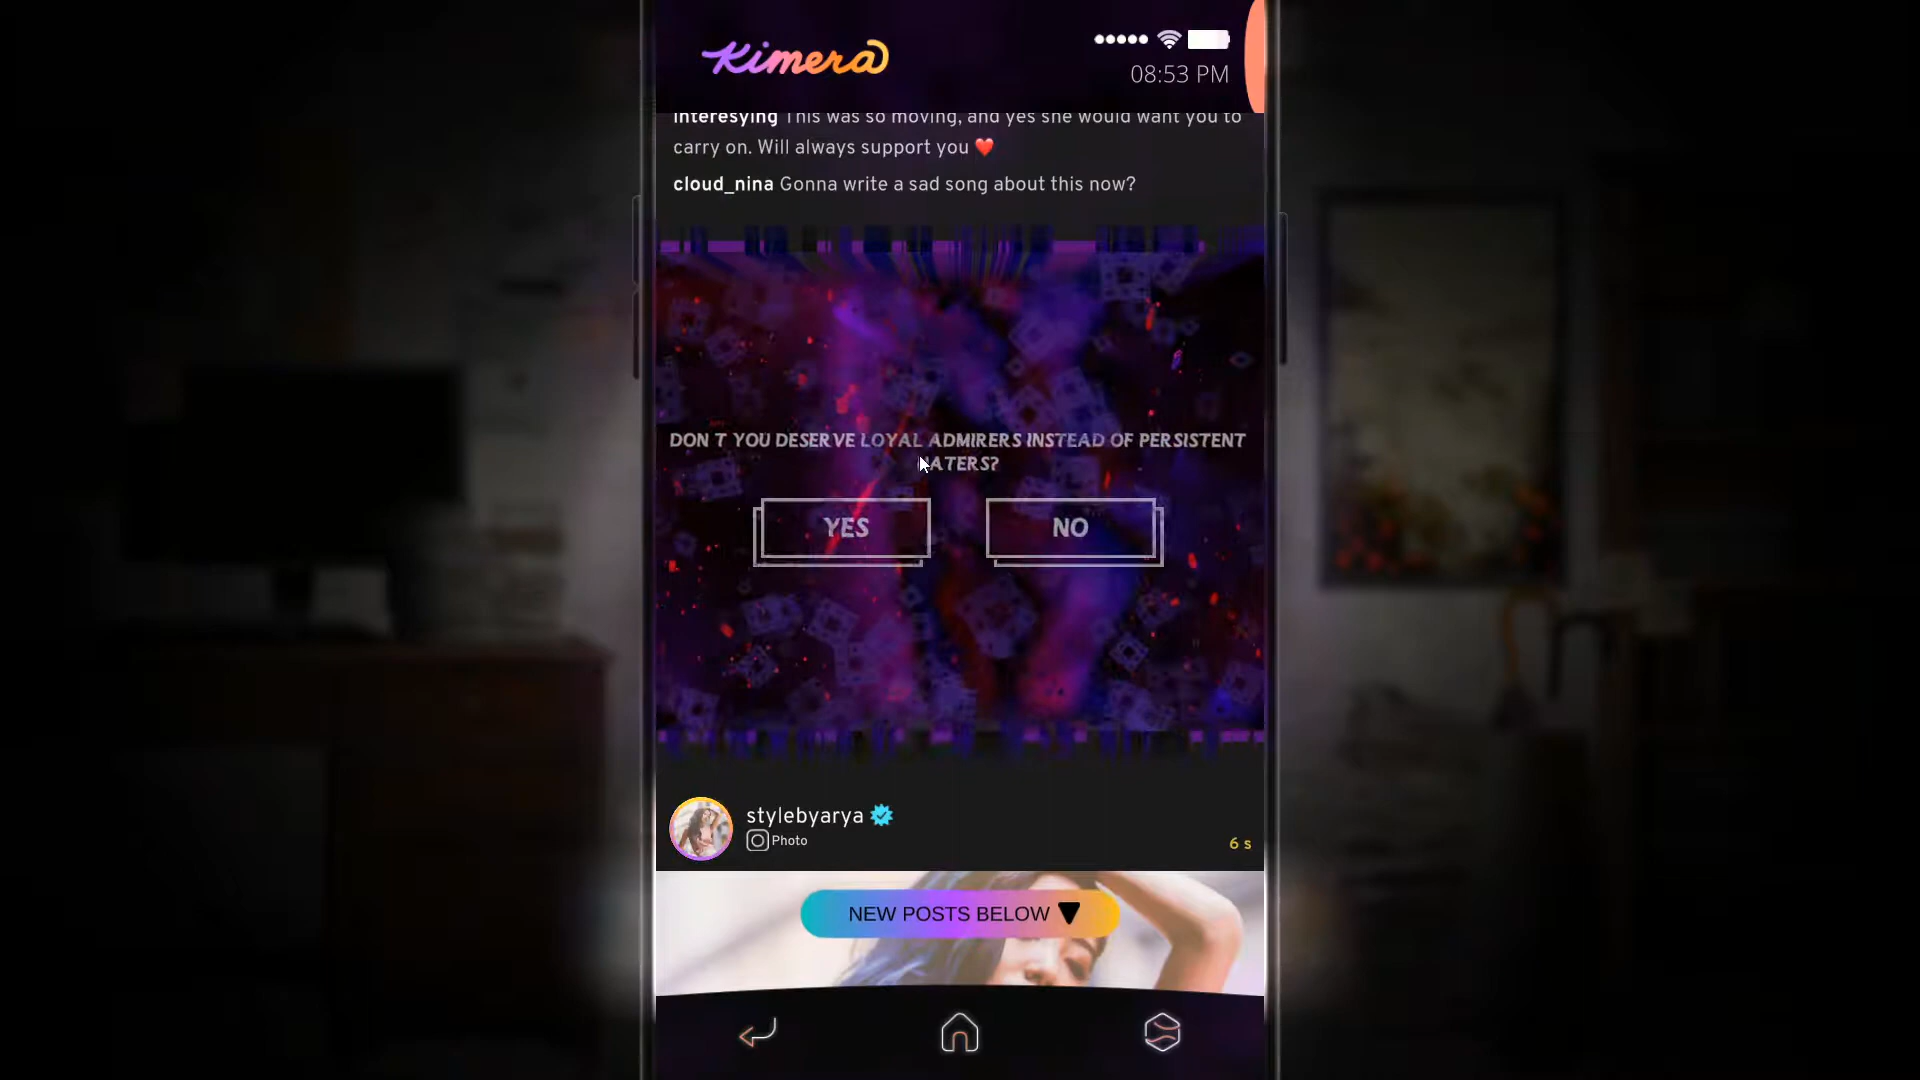 Kimera
08:53 PM
interesying This was so moving, and yes she would want you to
carry on. Will always support you ❤️
cloud_nina Gonna write a sad song about this now?
DON T YOU DESERVE LOYAL ADMIRERS INSTEAD OF PERSISTENT
HATERS?
YES NO
stylebyarya
Photo
6 s
NEW POSTS BELOW ▼